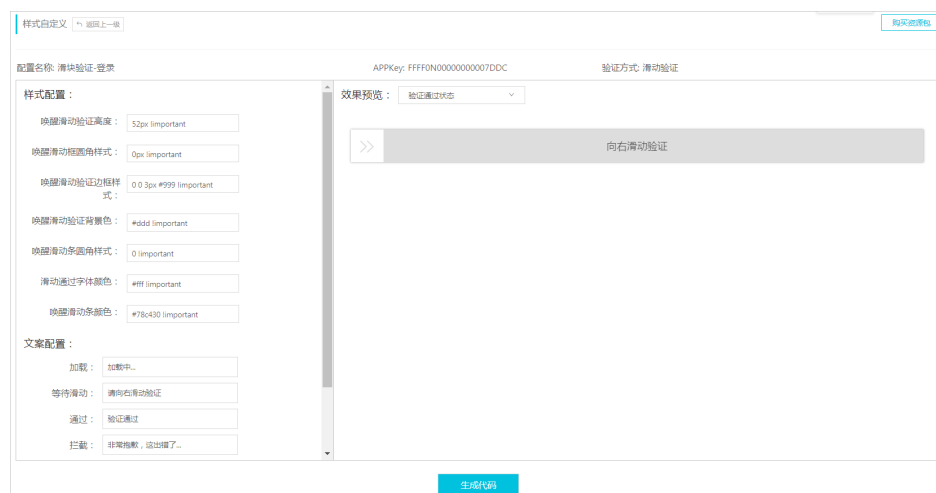 样式自定义 返回上一级 购买资源包
配置名称: 滑块验证-登录 APPKey: FFFF0N00000000007DDC 验证方式: 滑动验证
样式配置： 效果预览： 验证通过状态
唤醒滑动验证高度： 52px !important
唤醒滑动框圆角样式： 0px !important
向右滑动验证
唤醒滑动验证边框样
式： 0 0 3px #999 !important
唤醒滑动验证背景色： #ddd !important
唤醒滑动条圆角样式： 0 !important
滑动通过字体颜色： #fff !important
唤醒滑动条颜色： #78c430 !important
文案配置：
加载： 加载中...
等待滑动： 请向右滑动验证
通过： 验证通过
拦截： 非常抱歉，这出错了...
生成代码